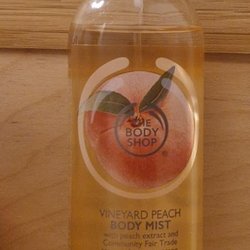 THE
BODY
SHOP
VINEYARD PEACH
BODY MIST
with peach extract and
Community Fair Trade